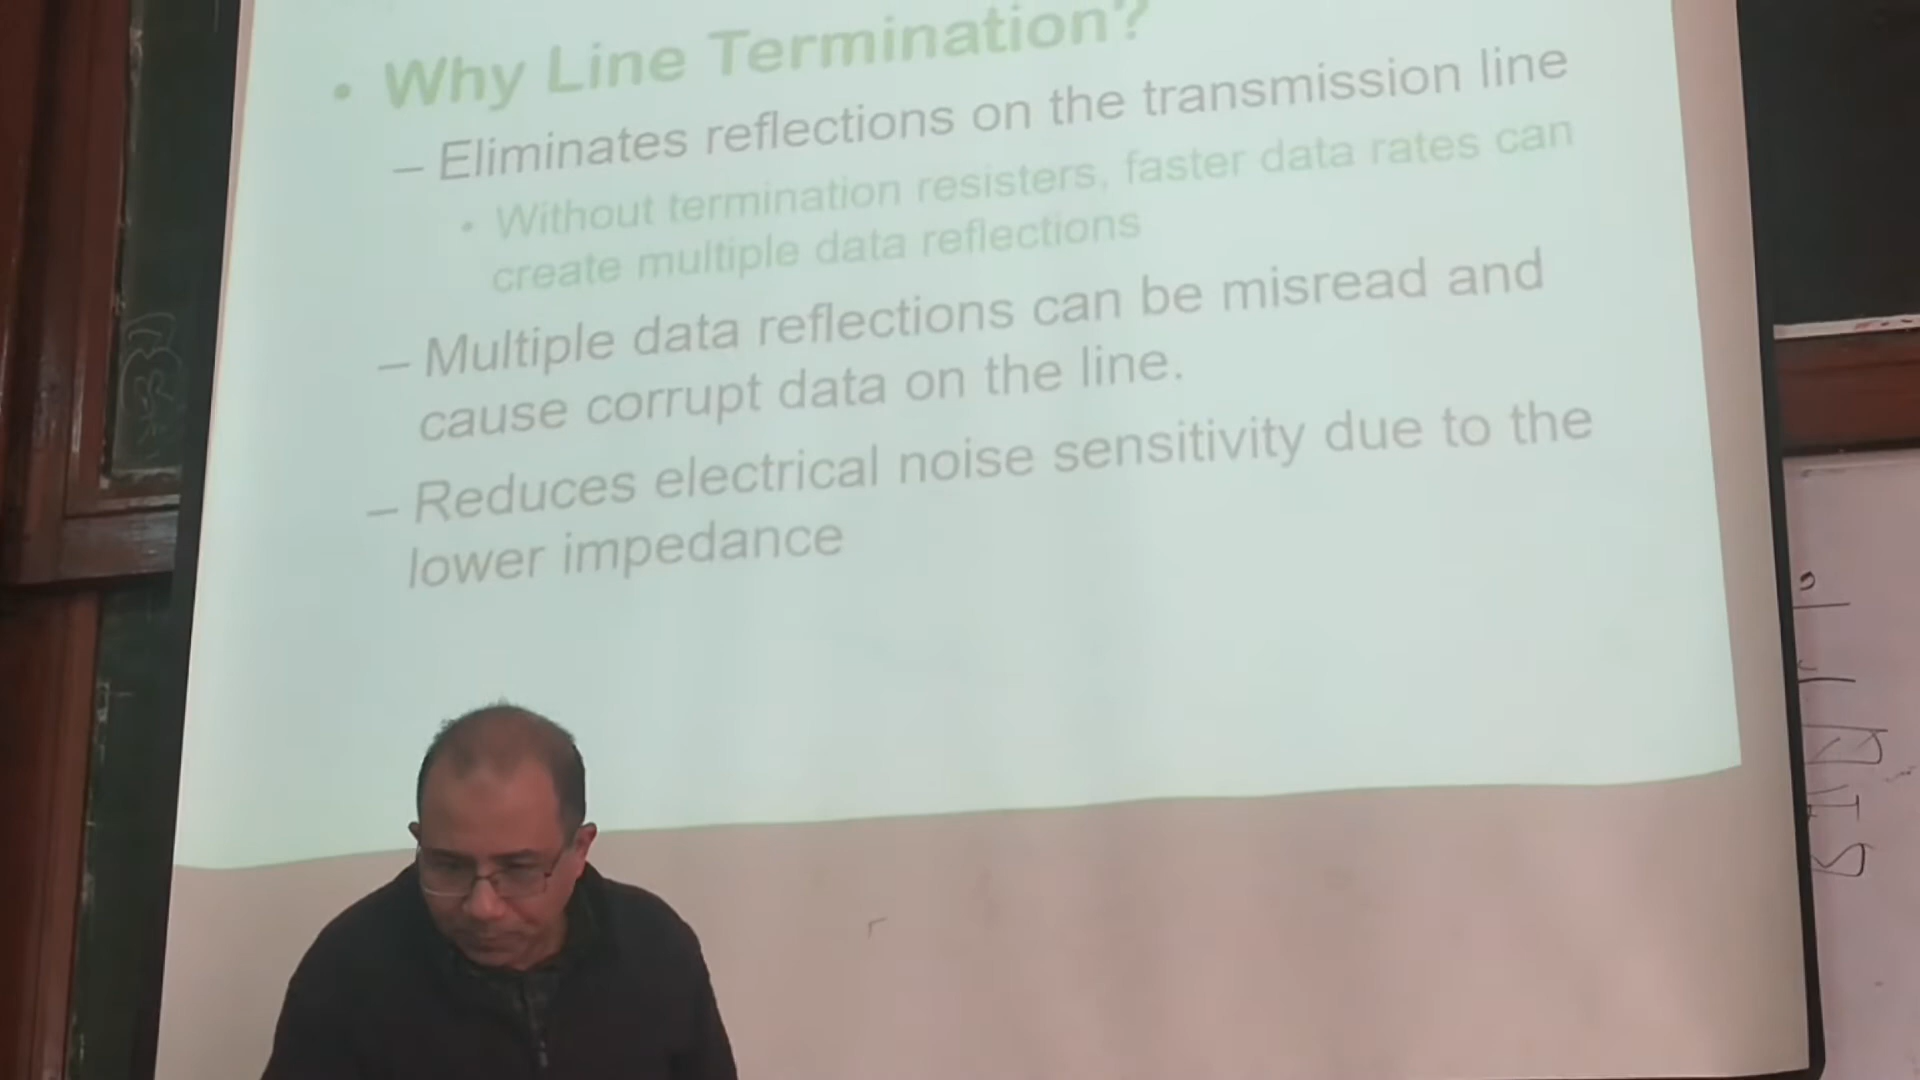 • Why Line Termination?
– Eliminates reflections on the transmission line
• Without termination resisters, faster data rates can
create multiple data reflections
– Multiple data reflections can be misread and
cause corrupt data on the line.
– Reduces electrical noise sensitivity due to the
lower impedance